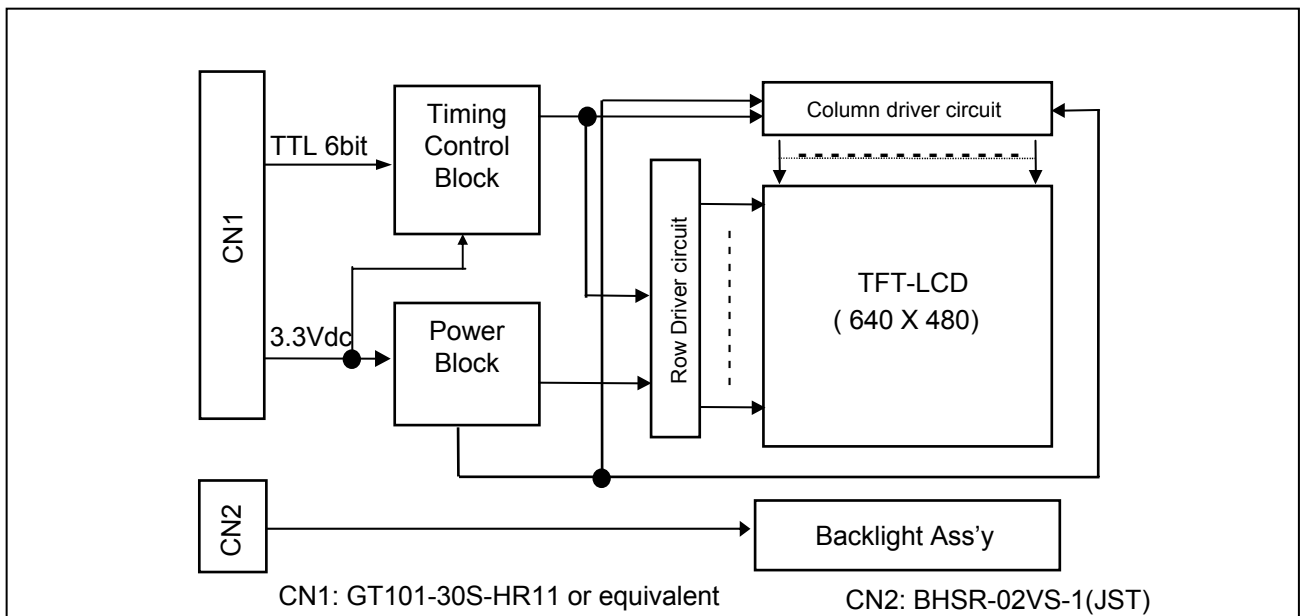 CN1
TTL 6bit
3.3Vdc
Timing
Control
Block
Power
Block
Row Driver circuit
Column driver circuit
TFT-LCD
( 640 X 480)
CN2
Backlight Ass’y
CN1: GT101-30S-HR11 or equivalent
CN2: BHSR-02VS-1(JST)